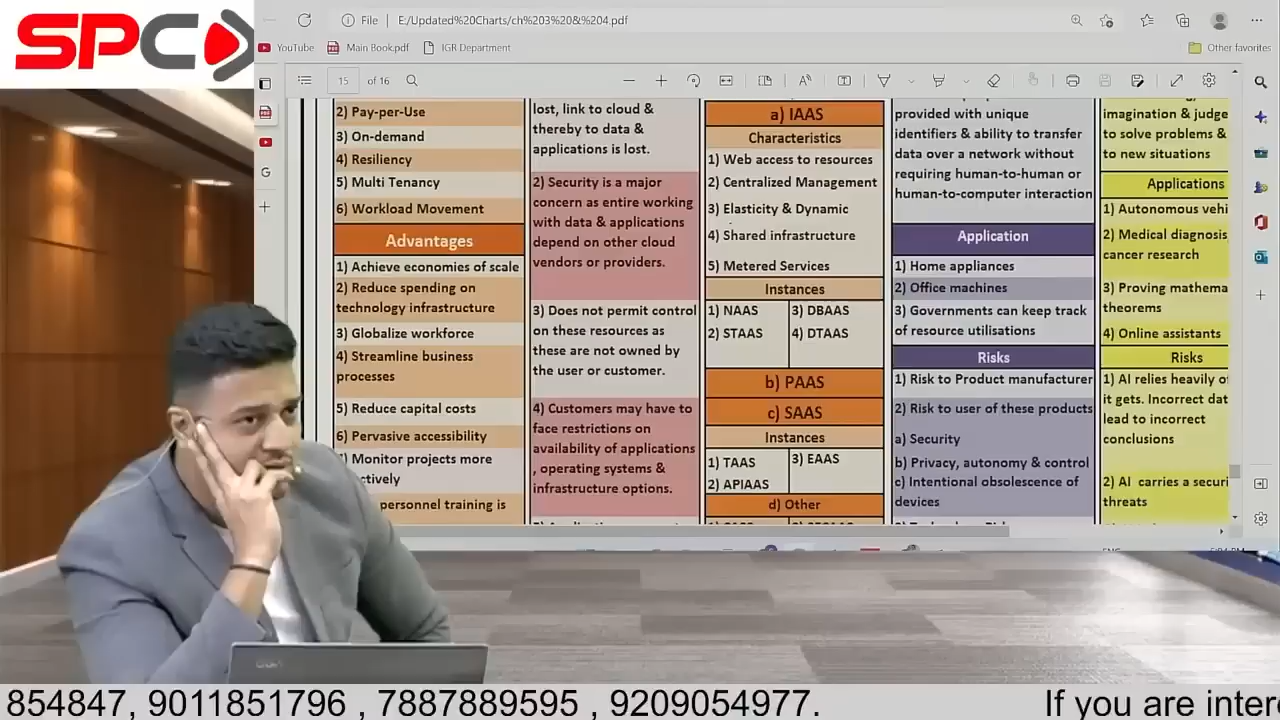 SPC
File E:/Updated%20Charts/ch%203%20&%204.pdf
YouTube Main Book.pdf IGR Department Other favorites
15 of 16
2) Pay-per-Use
3) On-demand
4) Resiliency
5) Multi Tenancy
6) Workload Movement
Advantages
1) Achieve economies of scale
2) Reduce spending on
technology infrastructure
3) Globalize workforce
4) Streamline business
processes
5) Reduce capital costs
6) Pervasive accessibility
Monitor projects more
ctively
personnel training is
lost, link to cloud &
thereby to data &
applications is lost.
2) Security is a major
concern as entire working
with data & applications
depend on other cloud
vendors or providers.
3) Does not permit control
on these resources as
these are not owned by
the user or customer.
4) Customers may have to
face restrictions on
availability of applications
, operating systems &
infrastructure options.
a) IAAS
Characteristics
1) Web access to resources
2) Centralized Management
3) Elasticity & Dynamic
4) Shared infrastructure
5) Metered Services
Instances
1) NAAS 3) DBAAS
2) STAAS 4) DTAAS
b) PAAS
c) SAAS
Instances
1) TAAS 3) EAAS
2) APIAAS
d) Other
provided with unique
identifiers & ability to transfer
data over a network without
requiring human-to-human or
human-to-computer interaction
Application
1) Home appliances
2) Office machines
3) Governments can keep track
of resource utilisations
Risks
1) Risk to Product manufacturer
2) Risk to user of these products
a) Security
b) Privacy, autonomy & control
c) Intentional obsolescence of
devices
imagination & judge
to solve problems &
to new situations
Applications
1) Autonomous vehi
2) Medical diagnosis
cancer research
3) Proving mathema
theorems
4) Online assistants
Risks
1) AI relies heavily o
it gets. Incorrect dat
lead to incorrect
conclusions
2) AI carries a securi
threats
854847, 9011851796 , 7887889595 , 9209054977. If you are inter